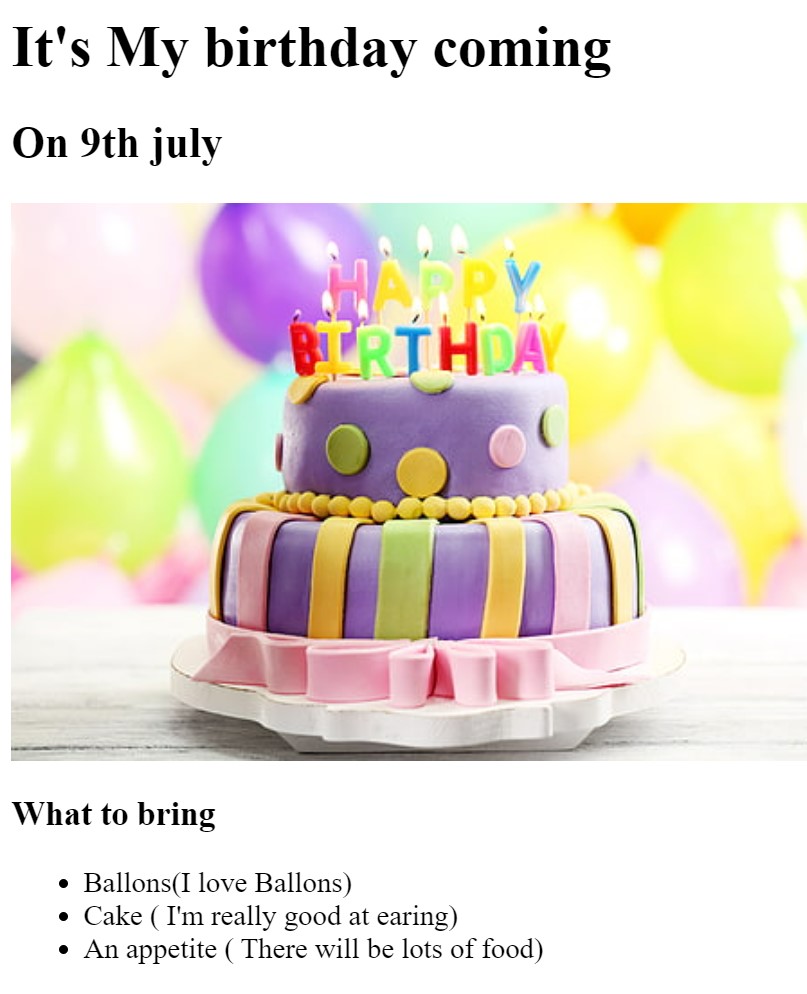 It's My birthday coming
On 9th july
HAPPY
BIRTHDAY
What to bring
Ballons(I love Ballons)
Cake ( I'm really good at earing)
An appetite ( There will be lots of food)